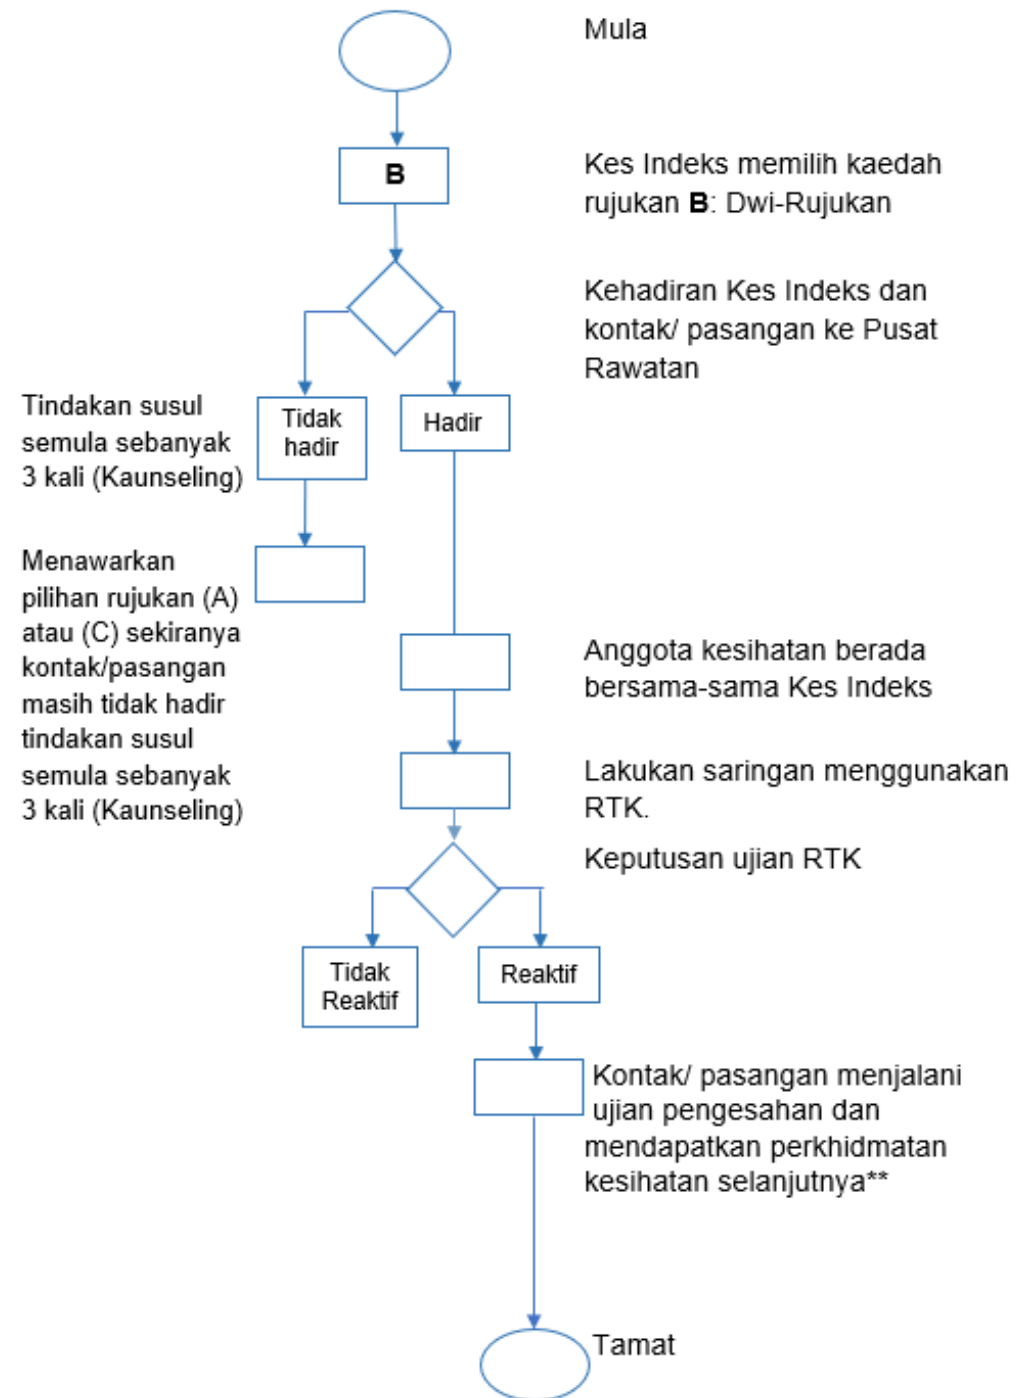 Mula
B
Kes Indeks memilih kaedah
rujukan B: Dwi-Rujukan
Kehadiran Kes Indeks dan
kontak/ pasangan ke Pusat
Rawatan
Tindakan susul
semula sebanyak
3 kali (Kaunseling)
Tidak
hadir
Hadir
Menawarkan
pilihan rujukan (A)
atau (C) sekiranya
kontak/pasangan
masih tidak hadir
tindakan susul
semula sebanyak
3 kali (Kaunseling)
Anggota kesihatan berada
bersama-sama Kes Indeks
Lakukan saringan menggunakan
RTK.
Keputusan ujian RTK
Tidak
Reaktif
Reaktif
Kontak/ pasangan menjalani
ujian pengesahan dan
mendapatkan perkhidmatan
kesihatan selanjutnya**
Tamat